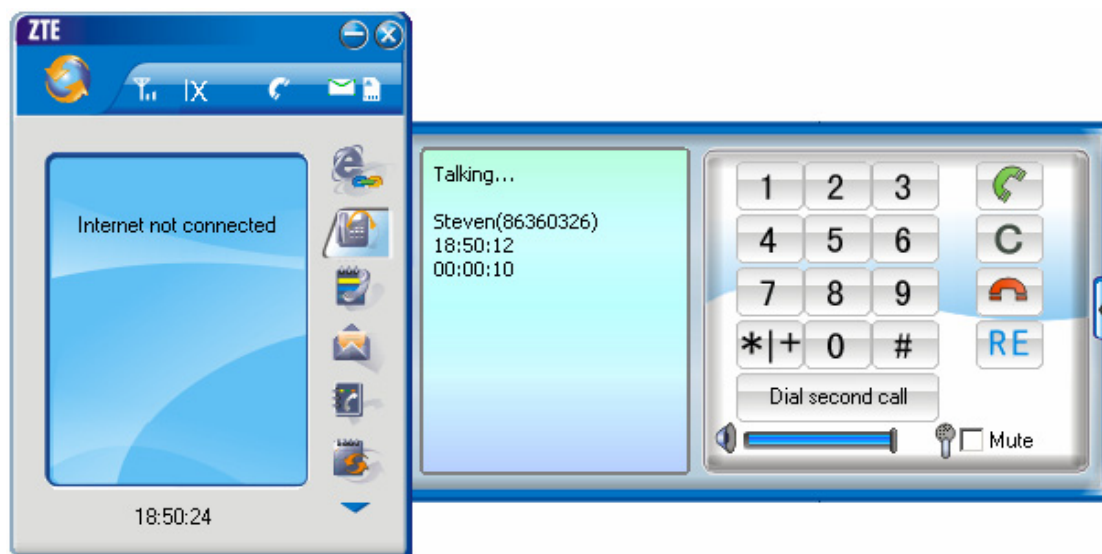 ZTE
1X
Internet not connected
18:50:24
Talking...
Steven(86360326)
18:50:12
00:00:10
1 2 3
4 5 6 C
7 8 9
*|+ 0 # RE
Dial second call
Mute